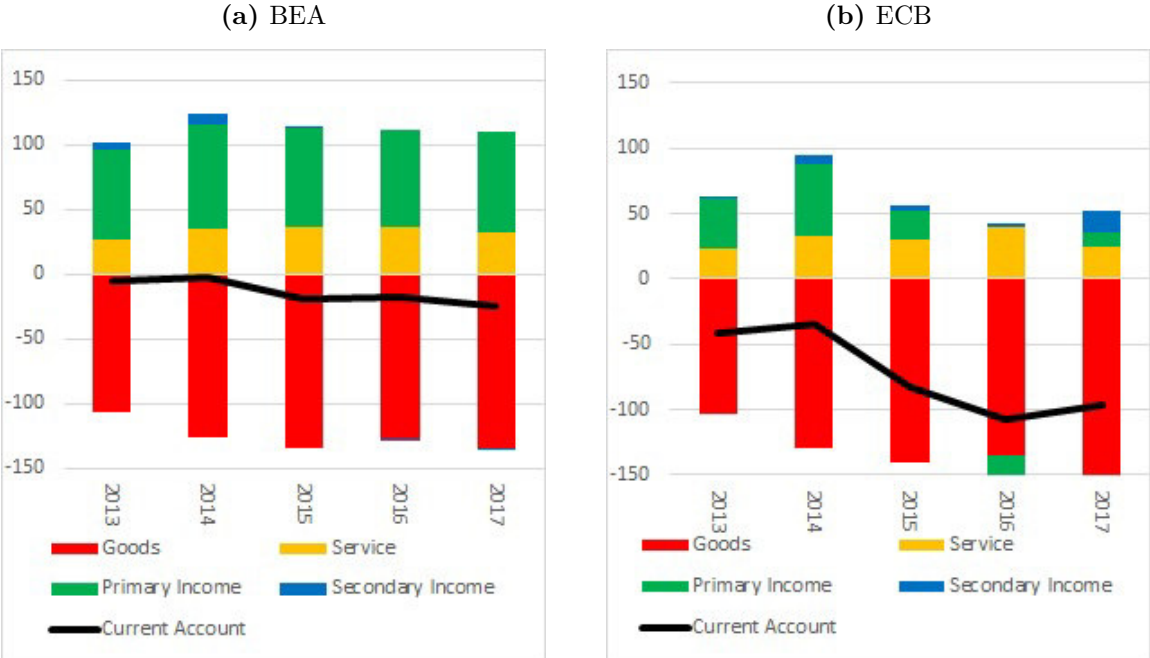 (a) BEA
150
100
50
0
-50
-100
-150
2013 2014 2015 2016 2017
Goods Service
Primary Income Secondary Income
Current Account
(b) ECB
150
100
50
0
-50
-100
-150
2013 2014 2015 2016 2017
Goods Service
Primary Income Secondary Income
Current Account